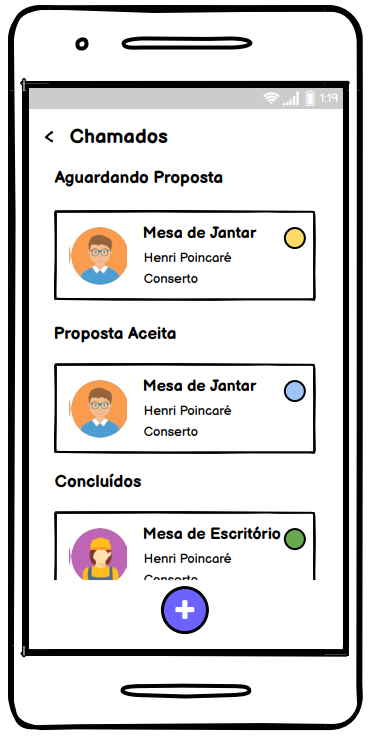 1:19
< Chamados
Aguardando Proposta
Mesa de Jantar
Henri Poincaré
Conserto
Proposta Aceita
Mesa de Jantar
Henri Poincaré
Conserto
Concluídos
Mesa de Escritório
Henri Poincaré
Conserto